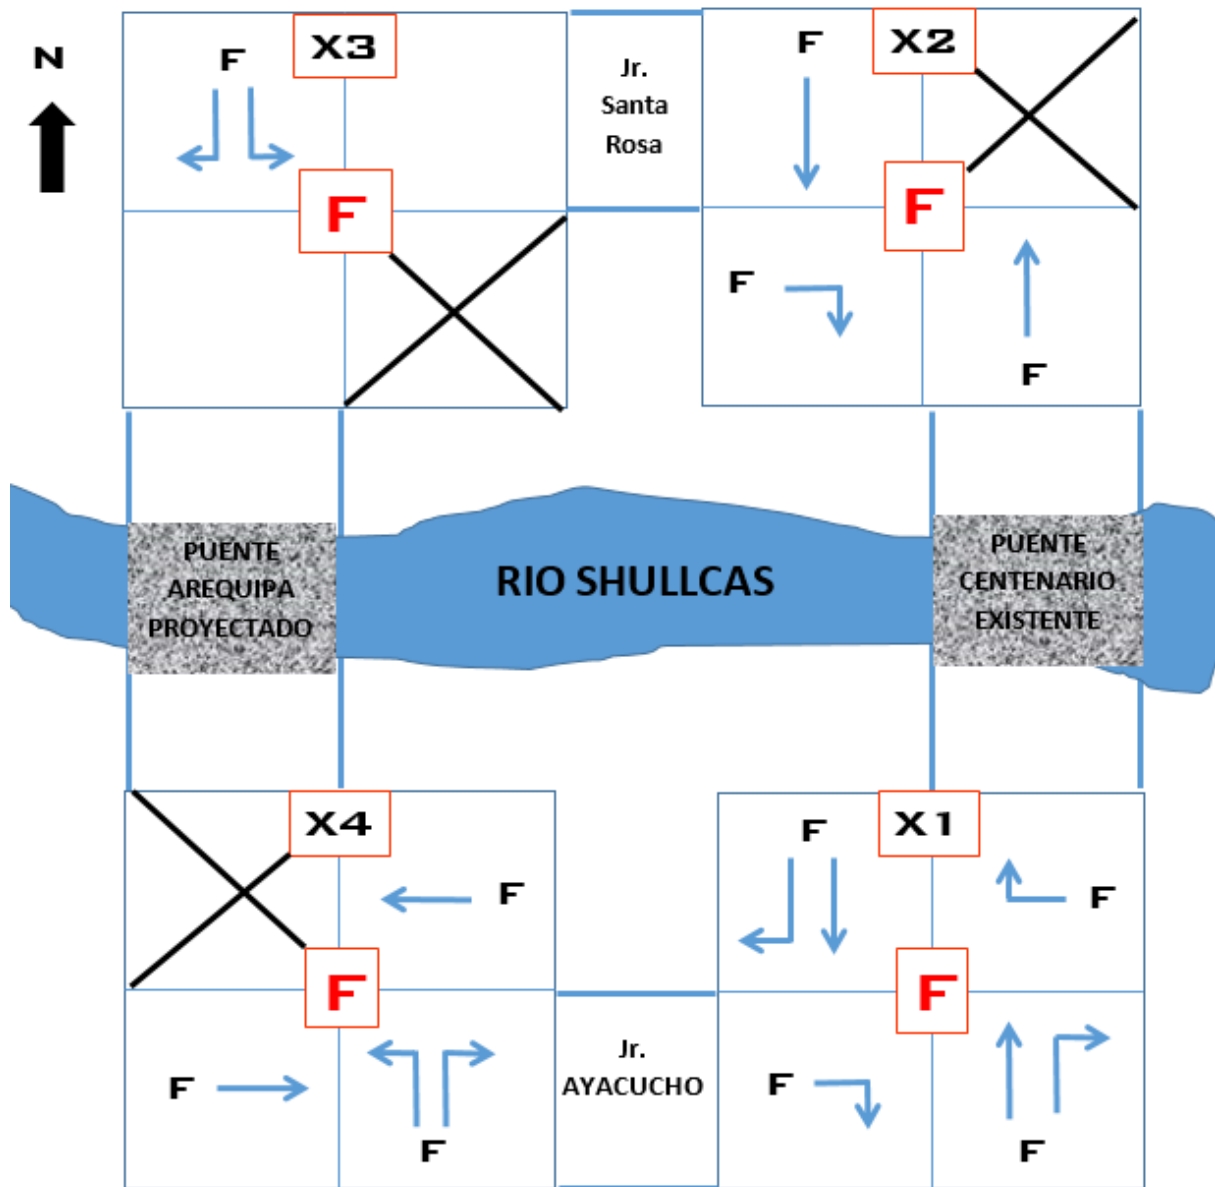 N
X3
F
F
Jr.
Santa
Rosa
X2
F
F
F
F
PUENTE
AREQUIPA
PROYECTADO
RIO SHULLCAS
PUENTE
CENTENARIO
EXISTENTE
X4
F
F
F
F
Jr.
AYACUCHO
X1
F
F
F
F
F